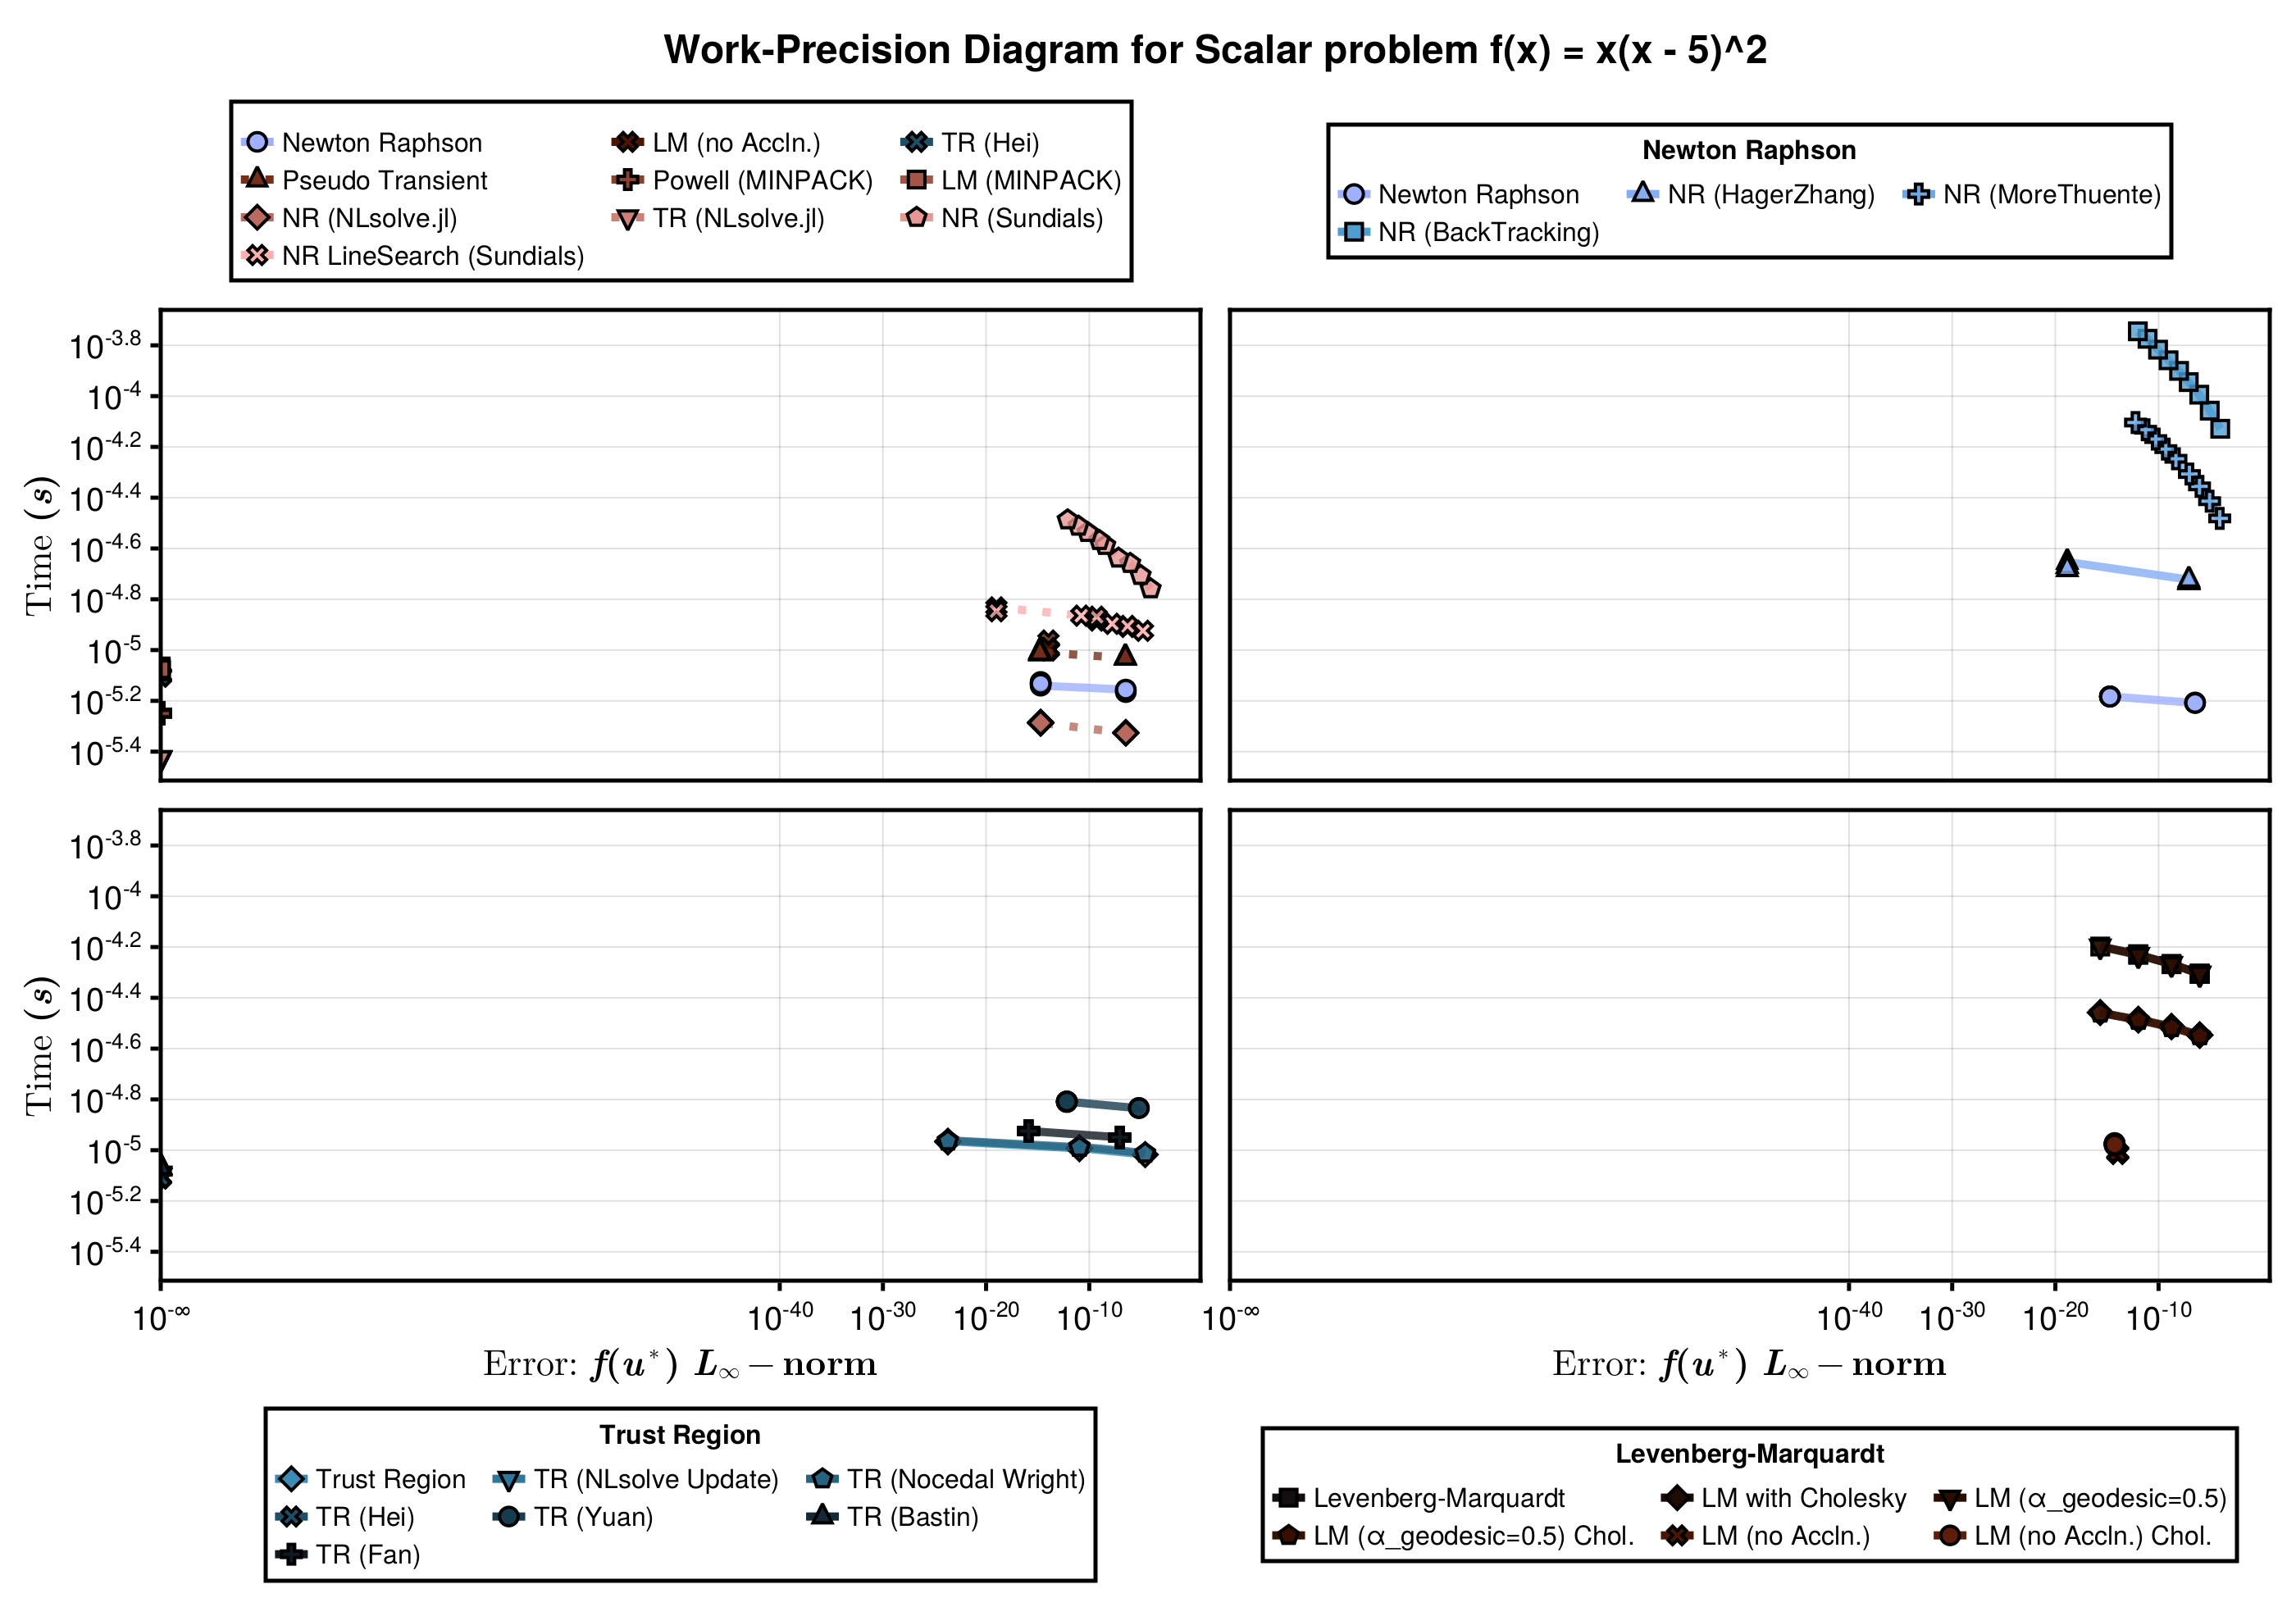 Work-Precision Diagram for Scalar problem f(x) = x(x - 5)^2
Newton Raphson LM (no Accln.) TR (Hei)
Pseudo Transient Powell (MINPACK) LM (MINPACK)
NR (NLsolve.jl) TR (NLsolve.jl) NR (Sundials)
NR LineSearch (Sundials)
Newton Raphson
Newton Raphson NR (HagerZhang) NR (MoreThuente)
NR (BackTracking)
Time (s)
10^-3.8
10^-4
10^-4.2
10^-4.4
10^-4.6
10^-4.8
10^-5
10^-5.2
10^-5.4
Time (s)
10^-3.8
10^-4
10^-4.2
10^-4.4
10^-4.6
10^-4.8
10^-5
10^-5.2
10^-5.4
10^-∞ 10^-40 10^-30 10^-20 10^-10
10^-∞ 10^-40 10^-30 10^-20 10^-10
Error: f(u*) L∞ − norm
Error: f(u*) L∞ − norm
Trust Region
Trust Region TR (NLsolve Update) TR (Nocedal Wright)
TR (Hei) TR (Yuan) TR (Bastin)
TR (Fan)
Levenberg-Marquardt
Levenberg-Marquardt LM with Cholesky LM (α_geodesic=0.5)
LM (α_geodesic=0.5) Chol. LM (no Accln.) LM (no Accln.) Chol.